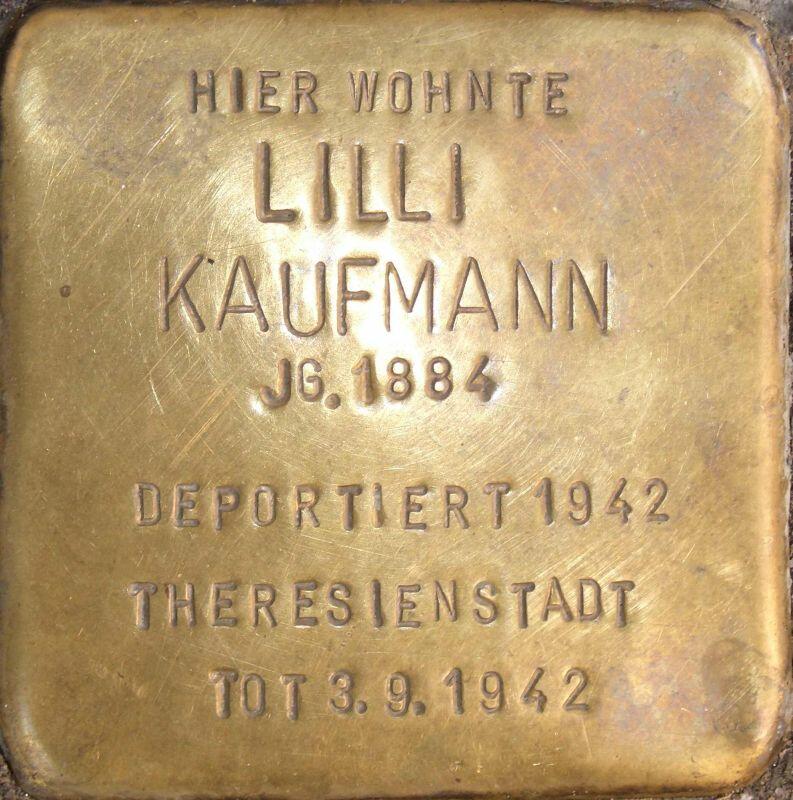 HIER WOHNTE
LILLI
KAUFMANN
JG. 1884
DEPORTIERT 1942
THERESIENSTADT
TOT 3.9.1942